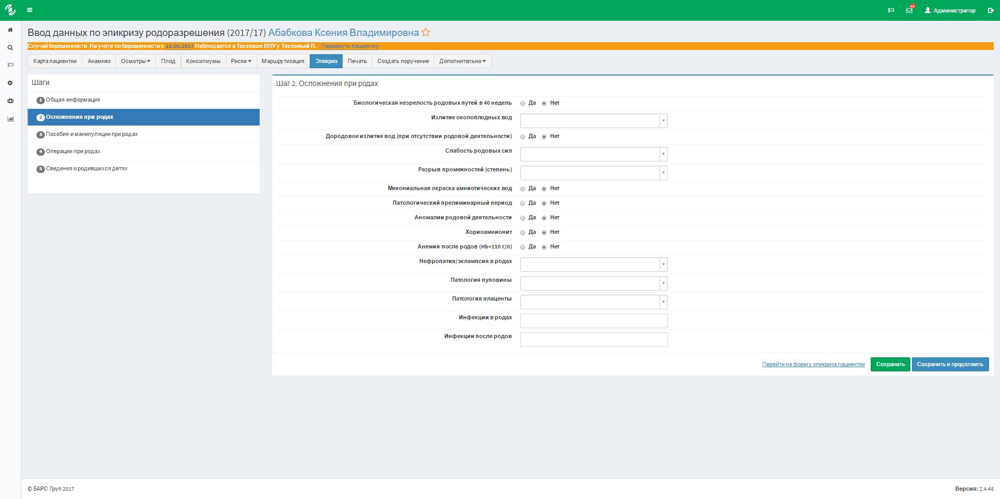 11
Администратор
Ввод данных по эпикризу родоразрешения (2017/17) Абабкова Ксения Владимировна
Случай беременности. На учёте по беременности с 22.06.2017 Наблюдается в Тестовое ЛПУ у Тестовый П. Перевести пациентку
Карта пациентки Анамнез Осмотры Плод Консилиумы Риски Маршрутизация Эпикриз Печать Создать поручение Дополнительно
Шаги
1 Общая информация
2 Осложнения при родах
3 Пособия и манипуляции при родах
4 Операции при родах
5 Сведения о родившихся детях
Шаг 2. Осложнения при родах
Биологическая незрелость родовых путей в 40 недель Да Нет
Излитие околоплодных вод
Дородовое излитие вод (при отсутствии родовой деятельности) Да Нет
Слабость родовых сил
Разрыв промежностей (степень)
Мекониальная окраска амниотических вод Да Нет
Патологический прелиминарный период Да Нет
Аномалии родовой деятельности Да Нет
Хориоамнионит Да Нет
Анемия после родов (Hb<110 г/л) Да Нет
Нефропатия/эклампсия в родах
Патология пуповины
Патология плаценты
Инфекции в родах
Инфекции после родов
Перейти на форму эпикриза пациентки Сохранить Сохранить и продолжить
© БАРС Груп 2017
Версия: 2.4.48